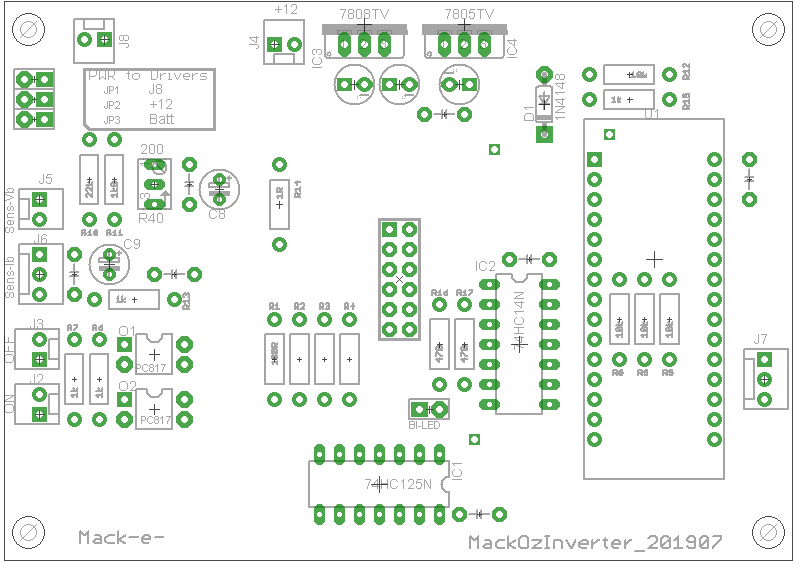 +12
7808TV
7805TV
J8
J4
IC3
IC4
PWR to Drivers
JP1 J8
JP2 +12
JP3 Batt
D1
1N4148
10k
R12
1k
R15
U1
200
22k
R10
R11
R40
C8
1R
R14
J5
Sens-Vb
J6
Sens-Ib
C9
1k
R13
IC2
74HC14N
R1
R2
R3
R4
R16
R17
470
470
10k
10k
10k
R6
R5
J7
J3
OFF
J2
ON
R7
1k
1k
O1
PC817
O2
PC817
BI-LED
74HC125N
IC1
Mack-e-
MackOzInverter_201907